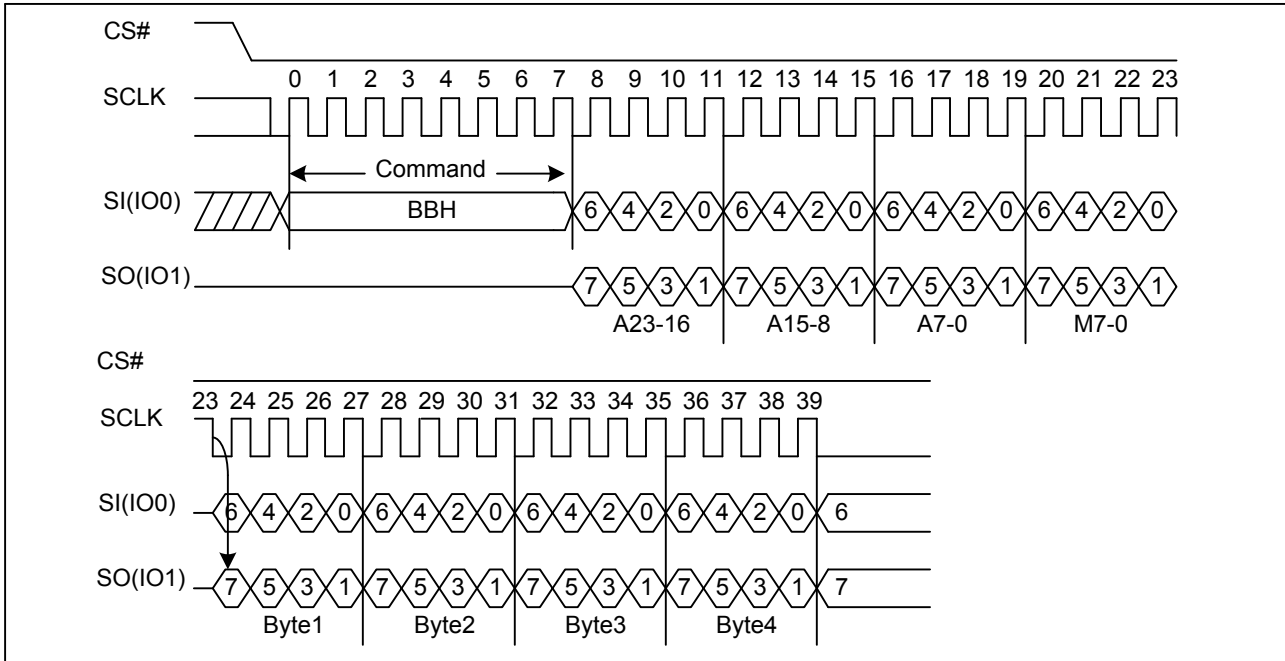 CS#
0 1 2 3 4 5 6 7 8 9 10 11 12 13 14 15 16 17 18 19 20 21 22 23
SCLK
Command
SI(IO0) BBH 6 4 2 0 6 4 2 0 6 4 2 0 6 4 2 0
SO(IO1) 7 5 3 1 7 5 3 1 7 5 3 1 7 5 3 1
A23-16 A15-8 A7-0 M7-0
CS#
23 24 25 26 27 28 29 30 31 32 33 34 35 36 37 38 39
SCLK
SI(IO0) 6 4 2 0 6 4 2 0 6 4 2 0 6 4 2 0 6
SO(IO1) 7 5 3 1 7 5 3 1 7 5 3 1 7 5 3 1 7
Byte1 Byte2 Byte3 Byte4